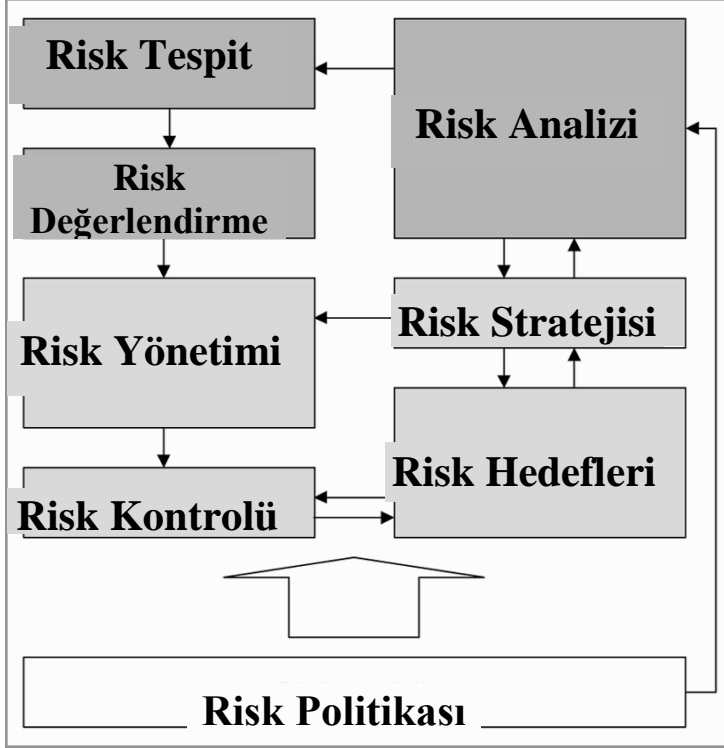 Risk Tespit
Risk Analizi
Risk
Değerlendirme
Risk Stratejisi
Risk Yönetimi
Risk Hedefleri
Risk Kontrolü
Risk Politikası